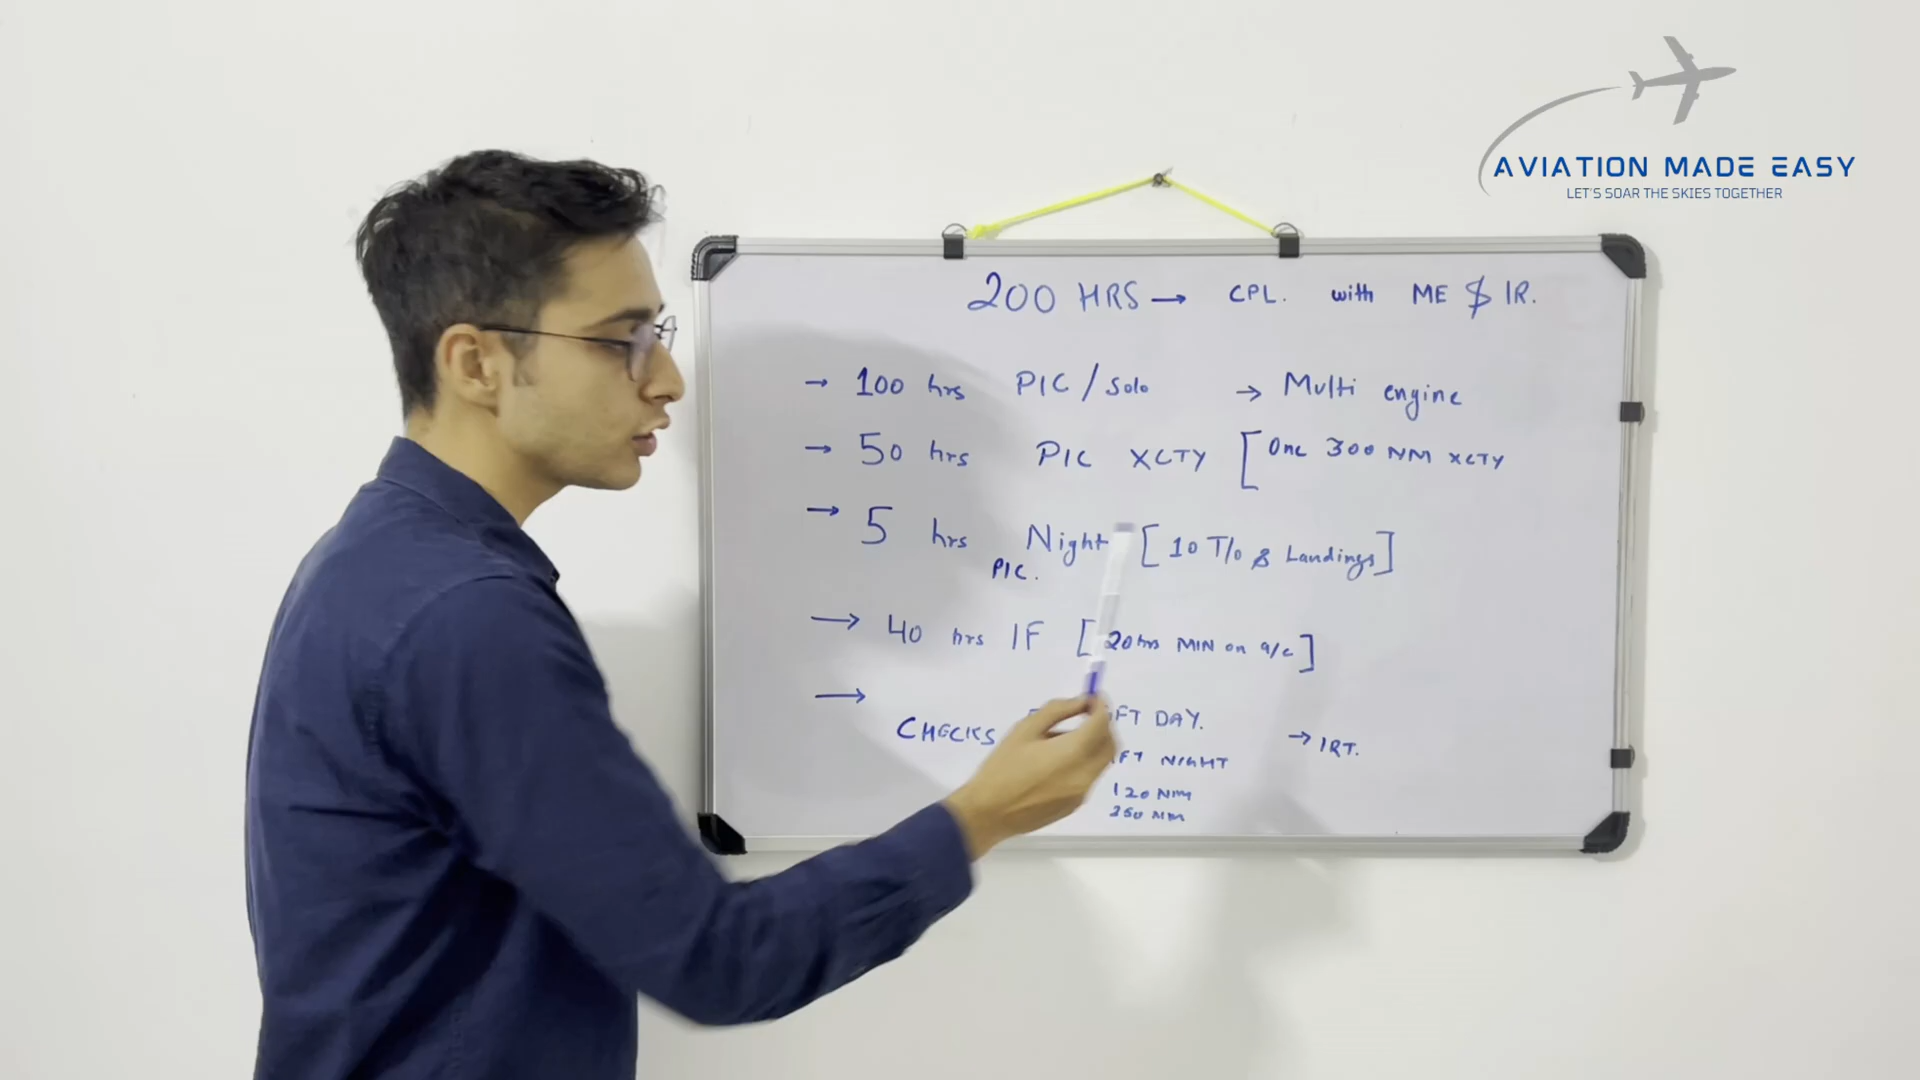 AVIATION MADE EASY
LET'S SOAR THE SKIES TOGETHER
200 HRS → CPL. with ME & IR.
→ 100 hrs PIC / Solo → Multi engine
→ 50 hrs PIC XCTY [One 300 NM XCTY
→ 5 hrs Night [10 T/o & Landings]
PIC.
→ 40 hrs IF [20hrs MIN on a/c]
→
CHECKS GFT DAY.
→ IRT.
NIGHT
120 NM
250 NM